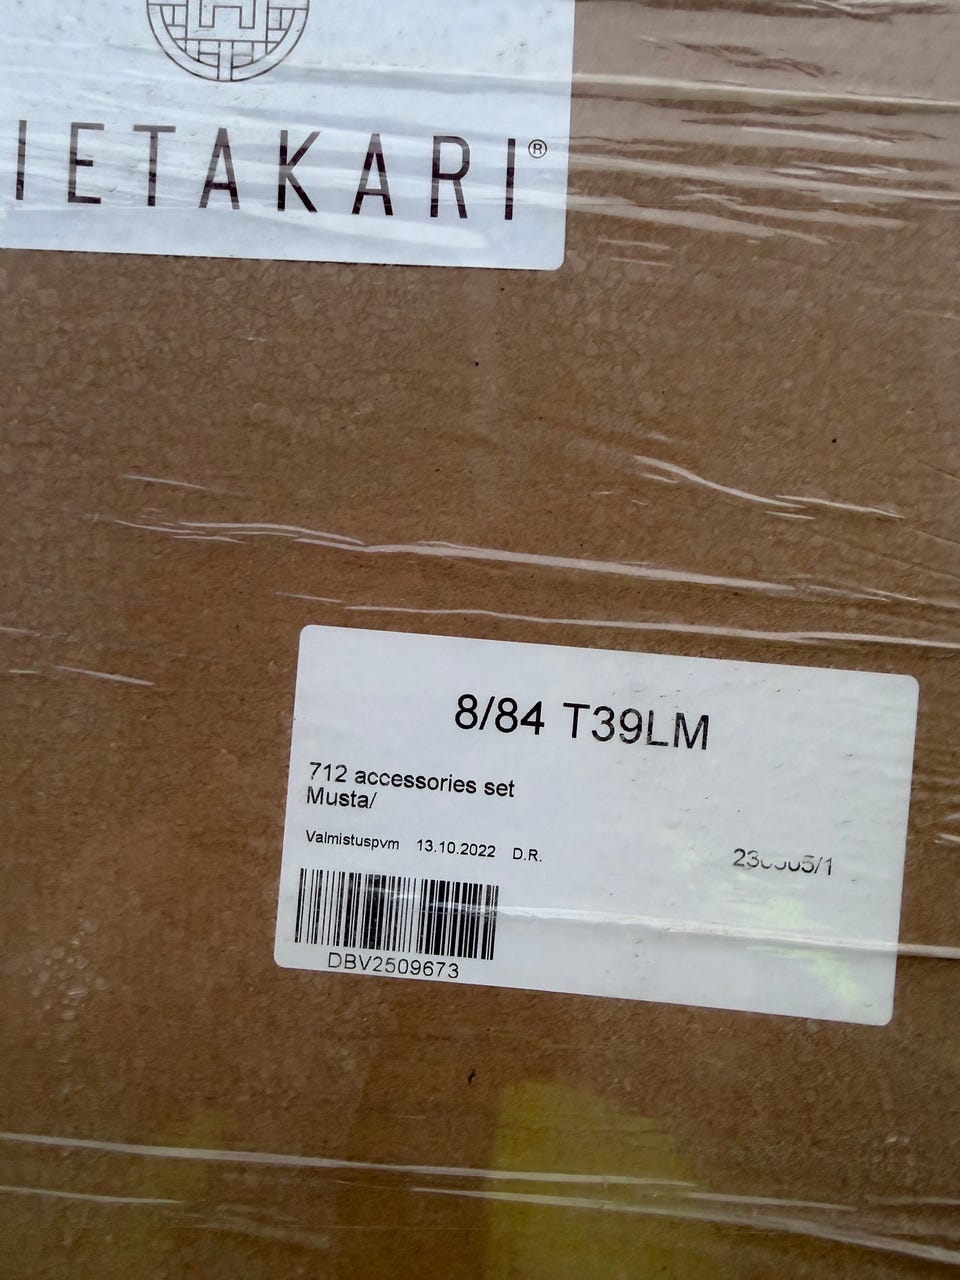 IETAKARI®
8/84 T39LM
712 accessories set
Musta/
Valmistuspvm 13.10.2022 D.R.
DBV2509673